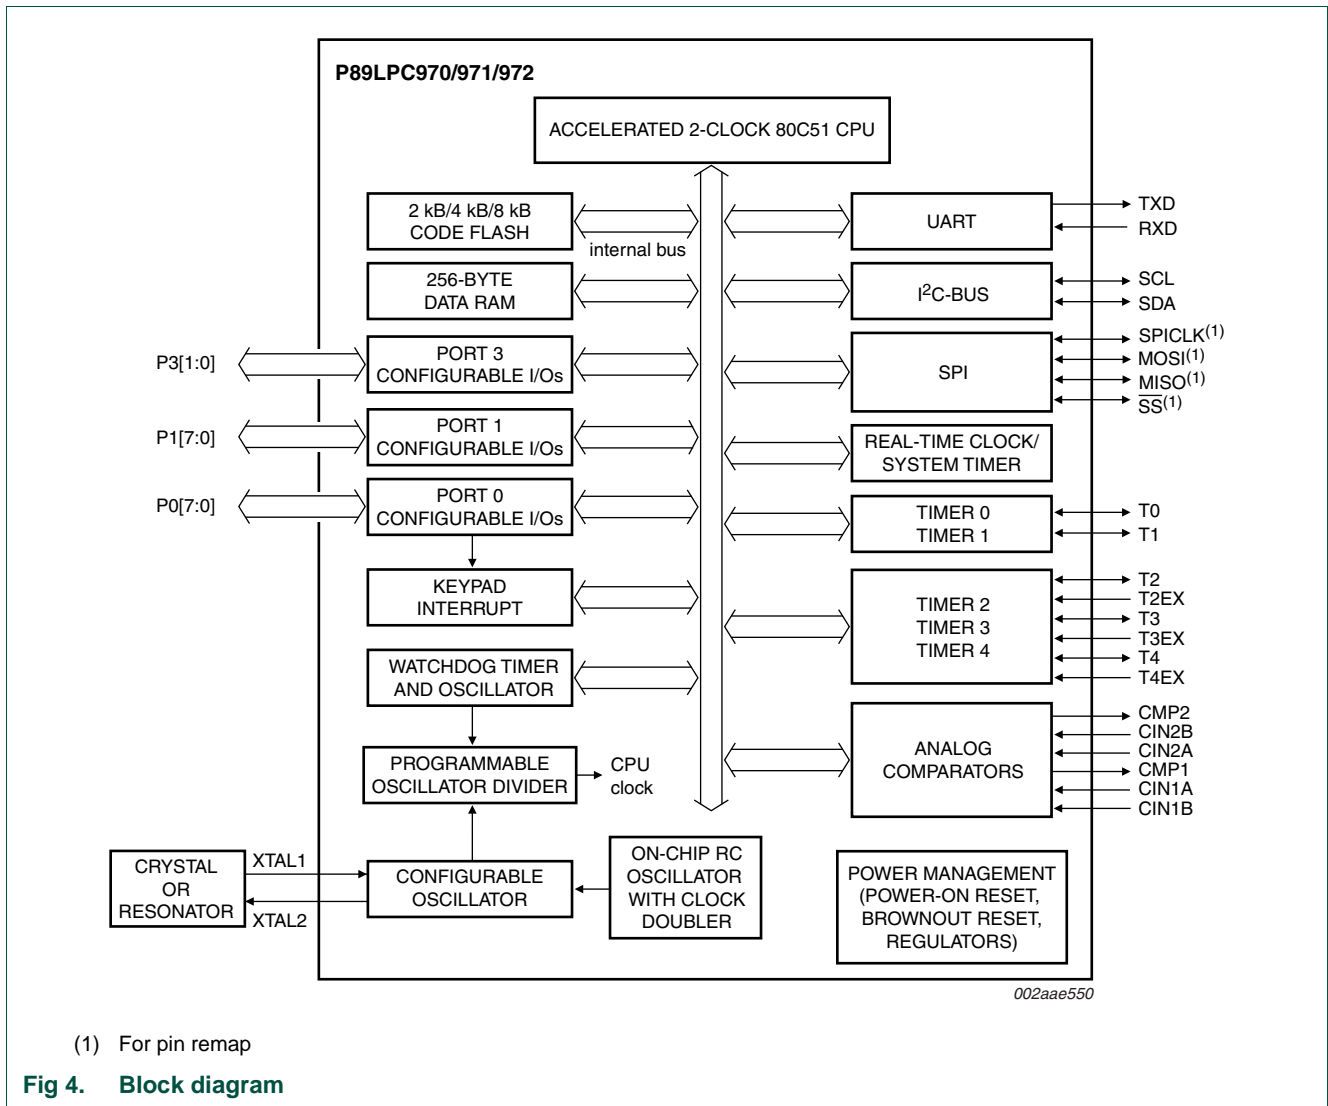 P89LPC970/971/972
ACCELERATED 2-CLOCK 80C51 CPU
2 kB/4 kB/8 kB
CODE FLASH
internal bus
256-BYTE
DATA RAM
P3[1:0]
PORT 3
CONFIGURABLE I/Os
P1[7:0]
PORT 1
CONFIGURABLE I/Os
P0[7:0]
PORT 0
CONFIGURABLE I/Os
KEYPAD
INTERRUPT
WATCHDOG TIMER
AND OSCILLATOR
PROGRAMMABLE
OSCILLATOR DIVIDER
CPU
clock
CRYSTAL
OR
RESONATOR
XTAL1
XTAL2
CONFIGURABLE
OSCILLATOR
ON-CHIP RC
OSCILLATOR
WITH CLOCK
DOUBLER
UART
TXD
RXD
I²C-BUS
SCL
SDA
SPI
SPICLK(1)
MOSI(1)
MISO(1)
S̅S̅(1)
REAL-TIME CLOCK/
SYSTEM TIMER
TIMER 0
TIMER 1
T0
T1
TIMER 2
TIMER 3
TIMER 4
T2
T2EX
T3
T3EX
T4
T4EX
ANALOG
COMPARATORS
CMP2
CIN2B
CIN2A
CMP1
CIN1A
CIN1B
POWER MANAGEMENT
(POWER-ON RESET,
BROWNOUT RESET,
REGULATORS)
002aae550
(1) For pin remap
Fig 4. Block diagram